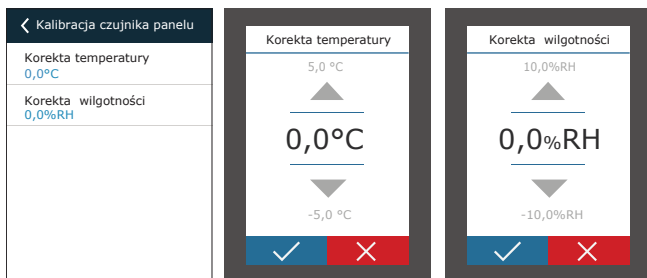 Kalibracja czujnika panelu
Korekta temperatury
0,0°C
Korekta wilgotności
0,0%RH
Korekta temperatury
5,0 °C
0,0°C
-5,0 °C
Korekta wilgotności
10,0%RH
0,0%RH
-10,0%RH